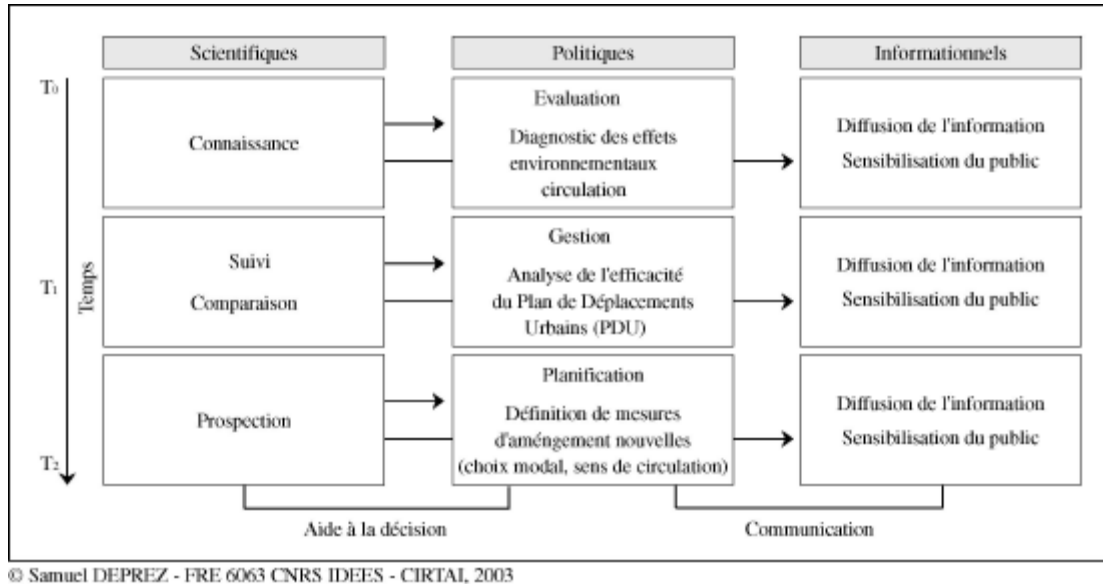 Scientifiques
Politiques
Informationnels
T0
Connaissance
Evaluation
Diagnostic des effets
environnementaux
circulation
Diffusion de l'information
Sensibilisation du public
T1
Temps
Suivi
Comparaison
Gestion
Analyse de l'efficacité
du Plan de Déplacements
Urbains (PDU)
Diffusion de l'information
Sensibilisation du public
Prospection
Planification
Définition de mesures
d'améngement nouvelles
(choix modal, sens de circulation)
Diffusion de l'information
Sensibilisation du public
T2
Aide à la décision
Communication
© Samuel DEPREZ - FRE 6063 CNRS IDEES - CIRTAI, 2003